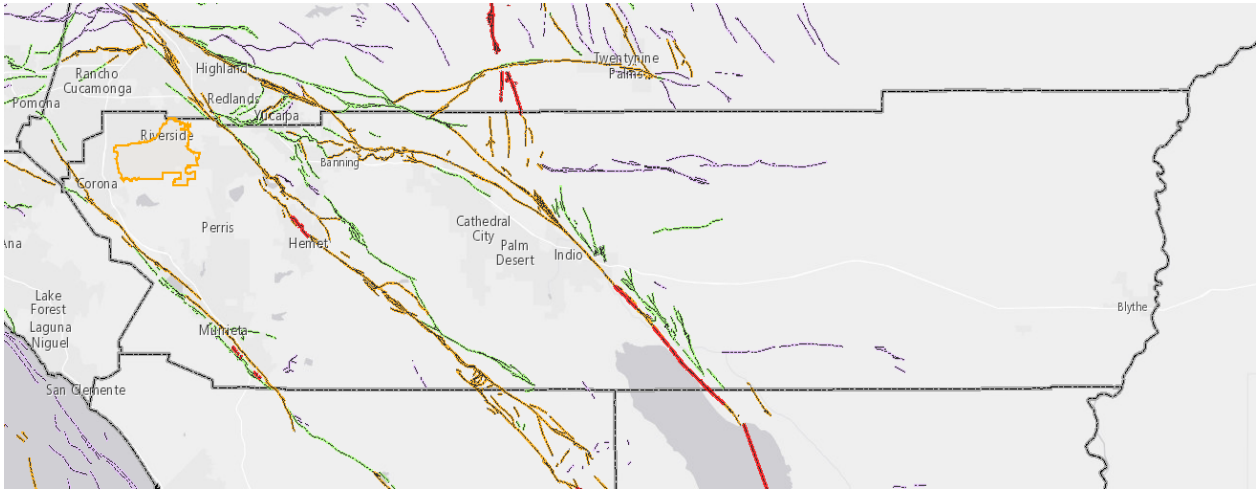 Twentynine
Palms
Highland
Rancho
Cucamonga
Pomona
Redlands
Yucaipa
Riverside
Banning
Corona
Perris
Hemet
Cathedral
City
Palm
Desert
Indio
Ana
Lake
Forest
Laguna
Niguel
Murrieta
Blythe
San Clemente